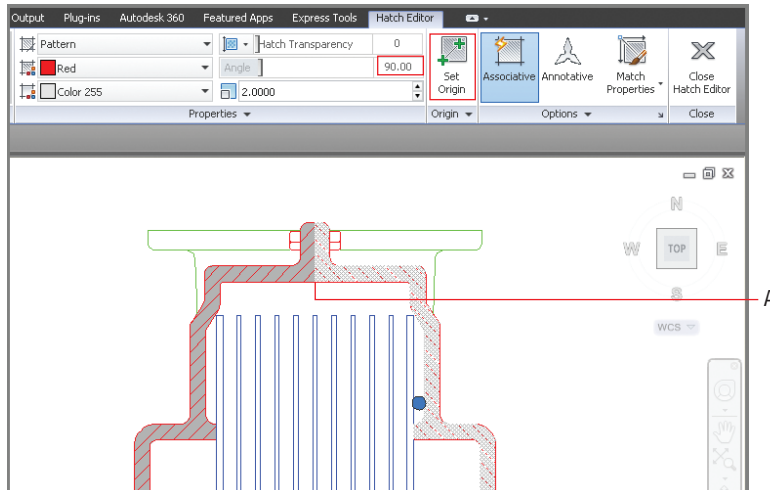 Output Plug-ins Autodesk 360 Featured Apps Express Tools Hatch Editor
Pattern Hatch Transparency 0
Red Angle 90.00
Color 255 2.0000
Set Origin
Associative
Annotative
Match Properties
Close Hatch Editor
Properties Origin Options Close
N
W TOP E
S
WCS